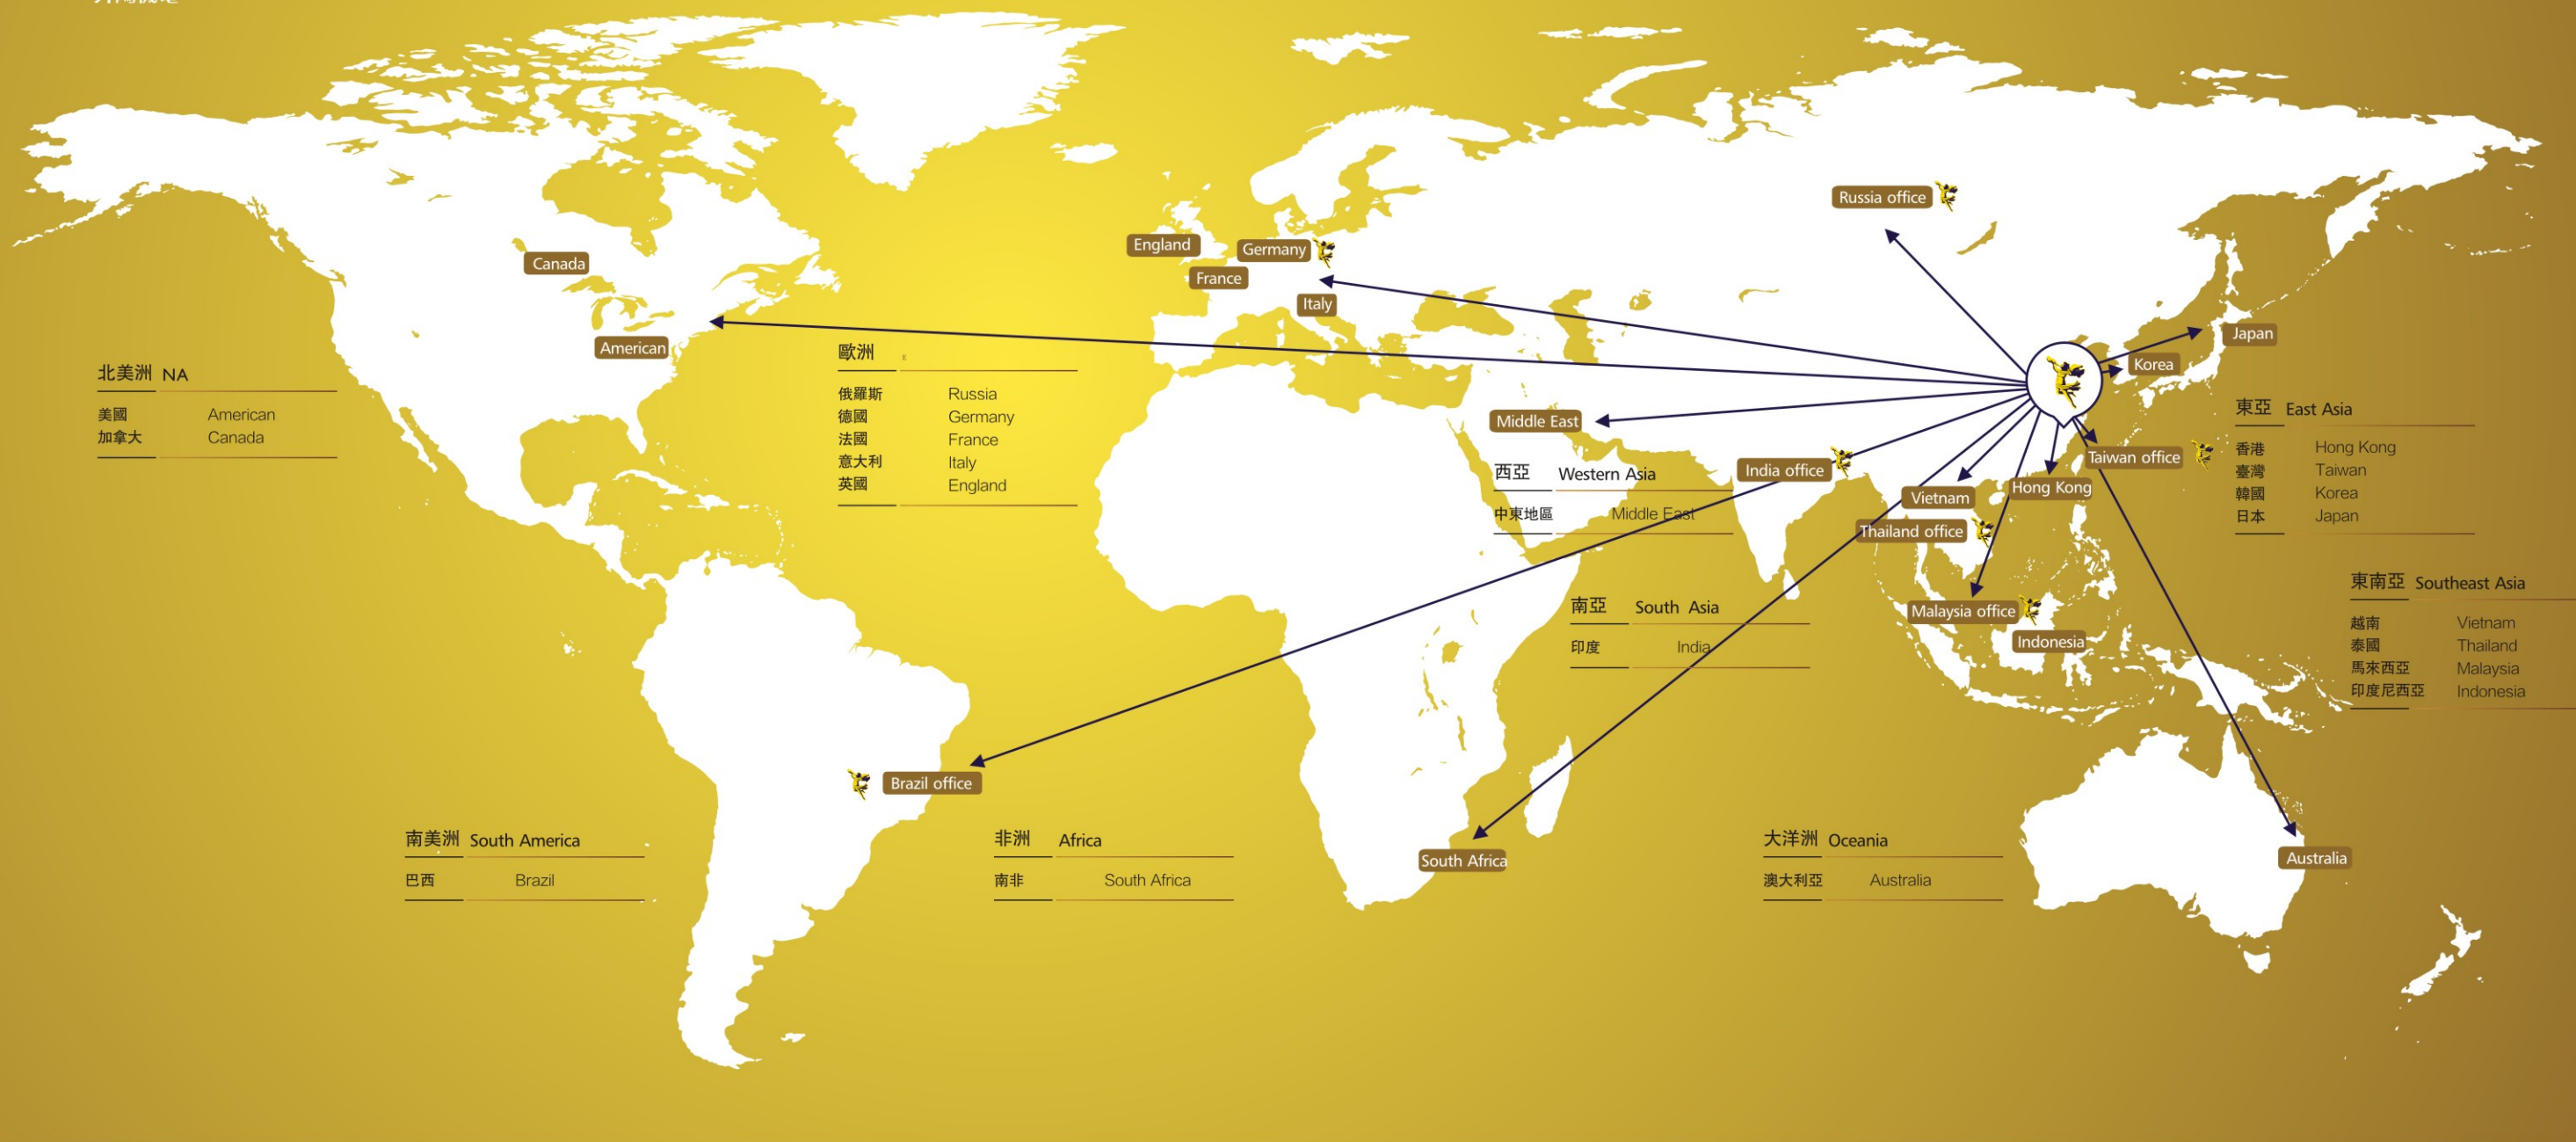 Russia office
England
Germany
Canada
France
Italy
American
Japan
Korea
北美洲 NA
美國 American
加拿大 Canada
歐洲
俄羅斯 Russia
德國 Germany
法國 France
意大利 Italy
英國 England
Middle East
西亞 Western Asia
中東地區 Middle East
India office
Taiwan office
Hong Kong
Vietnam
Thailand office
東亞 East Asia
香港 Hong Kong
臺灣 Taiwan
韓國 Korea
日本 Japan
南亞 South Asia
印度 India
Malaysia office
Indonesia
東南亞 Southeast Asia
越南 Vietnam
泰國 Thailand
馬來西亞 Malaysia
印度尼西亞 Indonesia
Brazil office
南美洲 South America
巴西 Brazil
非洲 Africa
南非 South Africa
South Africa
大洋洲 Oceania
澳大利亞 Australia
Australia